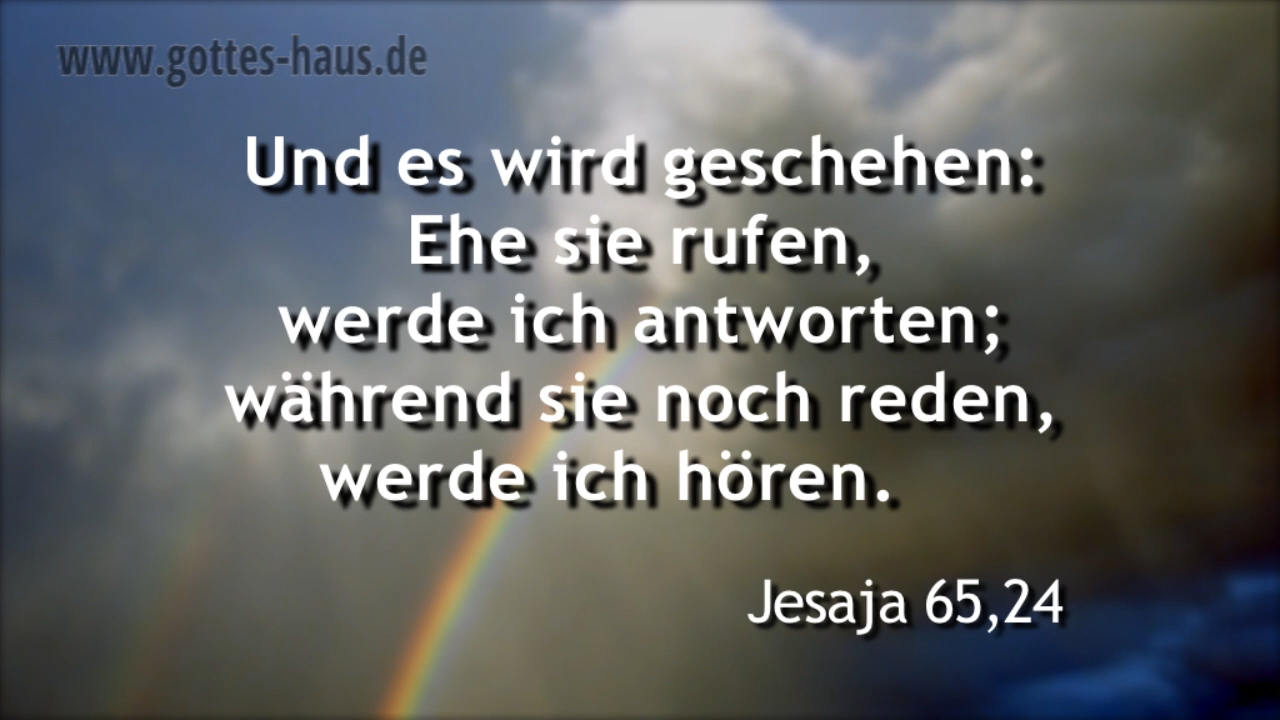 www.gottes-haus.de
Und es wird geschehen:
Ehe sie rufen,
werde ich antworten;
während sie noch reden,
werde ich hören.
Jesaja 65,24